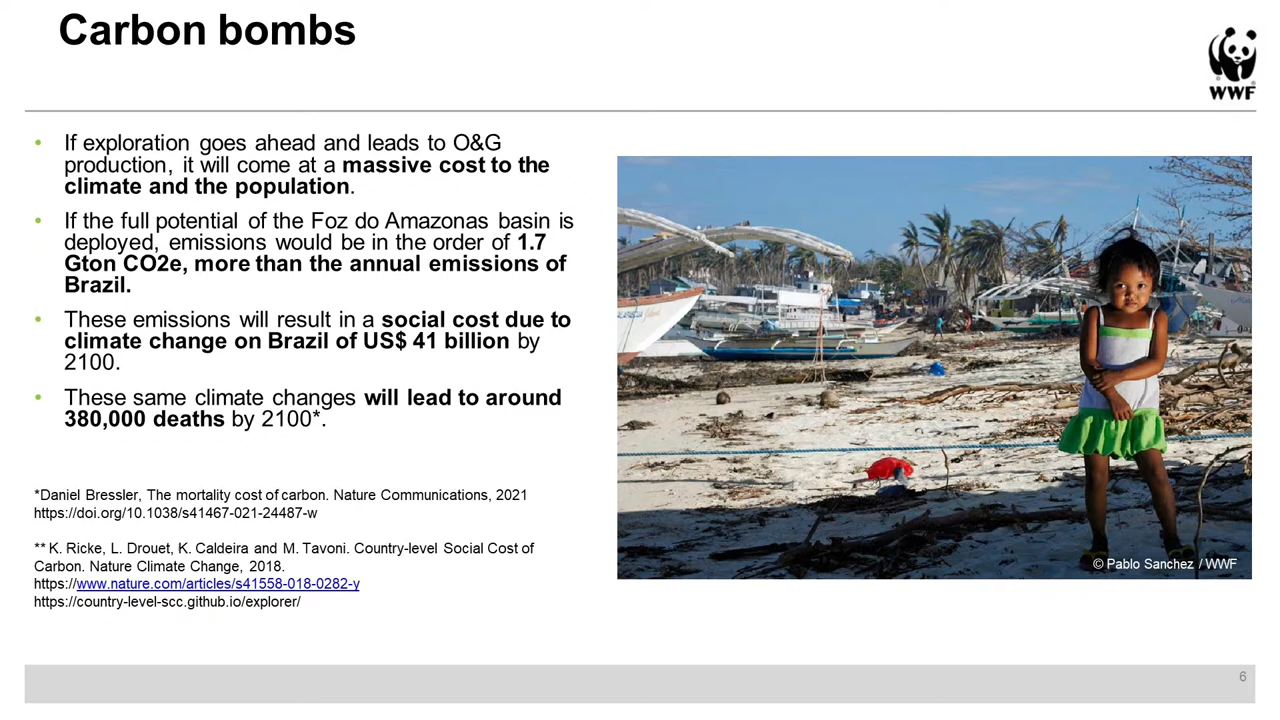 Carbon bombs
WWF
• If exploration goes ahead and leads to O&G
production, it will come at a massive cost to the
climate and the population.
• If the full potential of the Foz do Amazonas basin is
deployed, emissions would be in the order of 1.7
Gton CO2e, more than the annual emissions of
Brazil.
• These emissions will result in a social cost due to
climate change on Brazil of US$ 41 billion by
2100.
• These same climate changes will lead to around
380,000 deaths by 2100*.
*Daniel Bressler, The mortality cost of carbon. Nature Communications, 2021
https://doi.org/10.1038/s41467-021-24487-w
** K. Ricke, L. Drouet, K. Caldeira and M. Tavoni. Country-level Social Cost of
Carbon. Nature Climate Change, 2018.
https://www.nature.com/articles/s41558-018-0282-y
https://country-level-scc.github.io/explorer/
© Pablo Sanchez / WWF
6